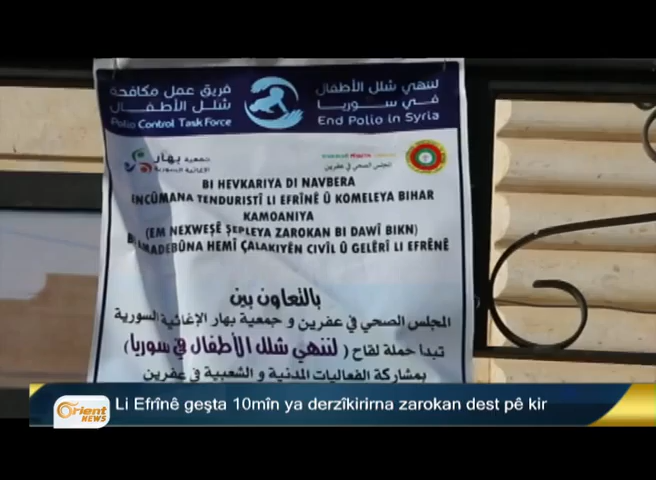 فريق عمل مكافحة
شلل الأطفال
Polio Control Task Force
لننهي شلل الأطفال
في سوريا
End Polio in Syria
جمعية بهار
الإغاثية السورية
المجلس الصحي في عفرين
BI HEVKARIYA DI NAVBERA
ENCÛMANA TENDURISTÎ LI EFRÎNÊ Û KOMELEYA BIHAR
KAMOANIYA
(EM NEXWEŞÊ ŞEPLEYA ZAROKAN BI DAWÎ BIKN)
AMADEBÛNA HEMÎ ÇALAKIYÊN CIVÎL Û GELÊRÎ LI EFRÊNÊ
بالتعاون بين
المجلس الصحي في عفرين و جمعية بهار الإغاثية السورية
تبدا حملة لقاح ( لننهي شلل الأطفال في سوريا)
بمشاركة الفعاليات المدنية و الشعبية في عفرين
Orient
NEWS
Li Efrînê geşta 10mîn ya derzîkirirna zarokan dest pê kir